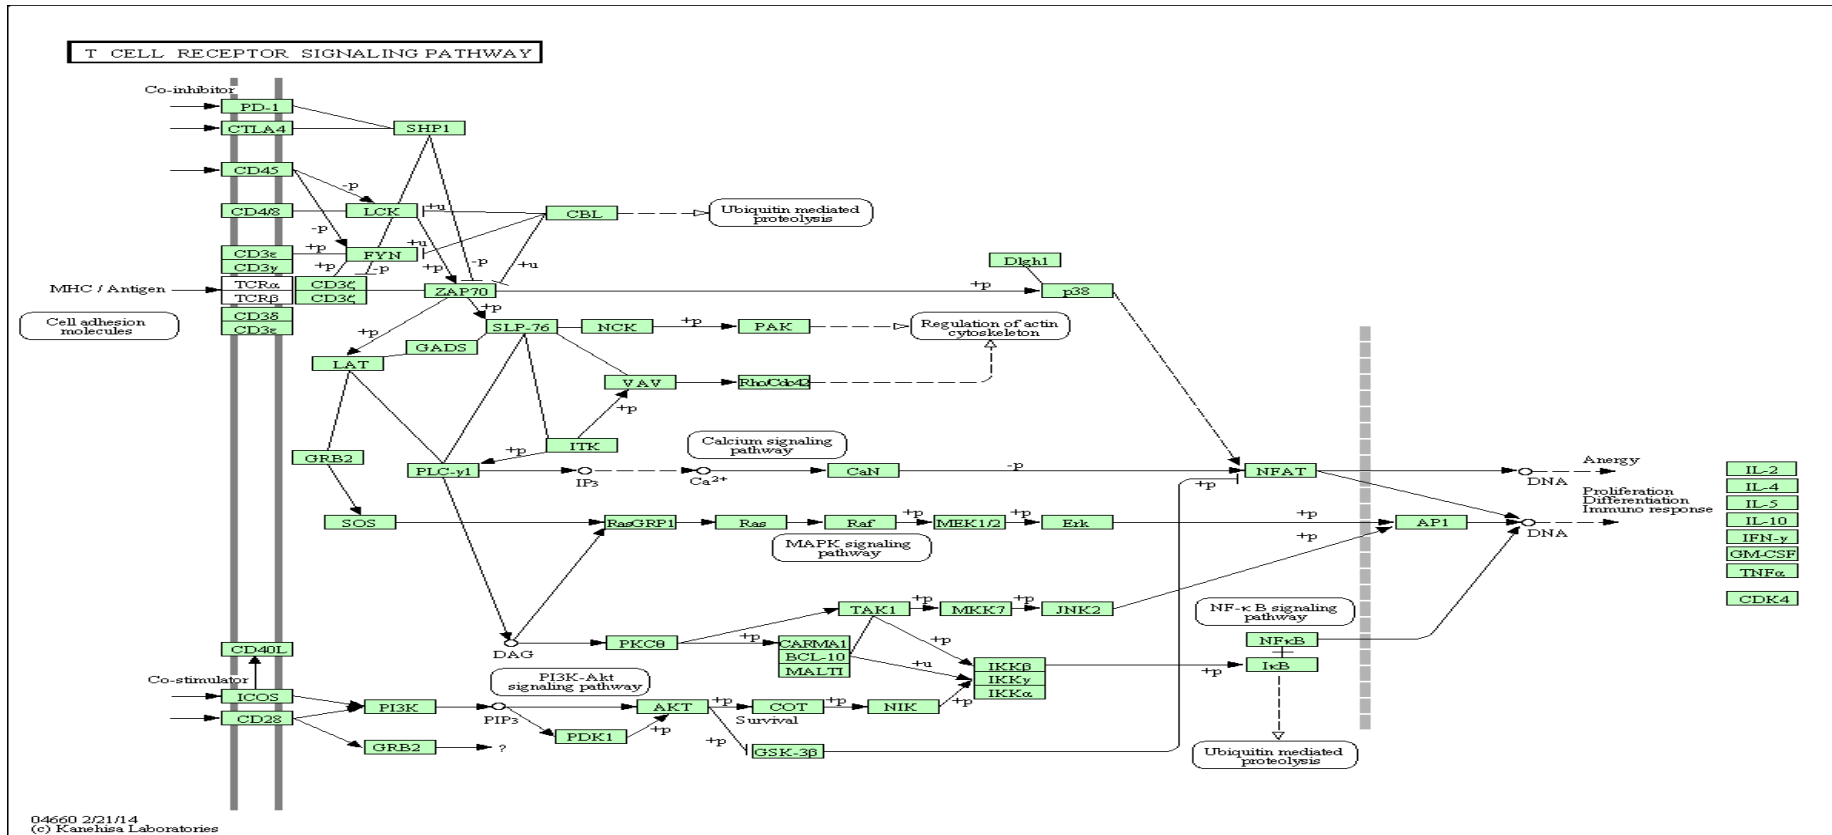 T CELL RECEPTOR SIGNALING PATHWAY
Co-inhibitor
PD-1
CTLA4
SHP1
CD45
-p
CD4/8
LCK
+u
CBL
Ubiquitin mediated
proteolysis
-p
+p
FYN
+u
CD3ε
CD3γ
+p
-p
+p
-p
+u
Dlgh1
MHC / Antigen
TCRα
CD3ζ
TCRβ
CD3ζ
ZAP70
+p
p38
Cell adhesion
molecules
CD3δ
CD3ε
+p
+p
SLP-76
NCK
+p
PAK
Regulation of actin
cytoskeleton
GADS
LAT
VAV
Rho/Cdc42
+p
ITK
Calcium signaling
pathway
GRB2
+p
PLC-γ1
IP3
Ca2+
CaN
-p
NFAT
+p
DNA
Anergy
Proliferation
Differentiation
Immuno response
SOS
RasGRP1
Ras
Raf
+p
MEK1/2
+p
Erk
+p
+p
AP1
DNA
MAPK signaling
pathway
IL-2
IL-4
IL-5
IL-10
IFN-γ
GM-CSF
TNFα
CDK4
TAK1
+p
MKK7
+p
JNK2
NF-κ B signaling
pathway
DAG
PKCθ
+p
CARMA1
BCL-10
MALT1
+p
+u
IKKβ
IKKγ
IKKα
+p
NFκB
IκB
CD40L
Co-stimulator
ICOS
CD28
PI3K-Akt
signaling pathway
PI3K
PIP3
AKT
+p
COT
Survival
+p
NIK
+p
PDK1
+p
+p
GSK-3β
GRB2
?
Ubiquitin mediated
proteolysis
04660 2/21/14
(c) Kanehisa Laboratories